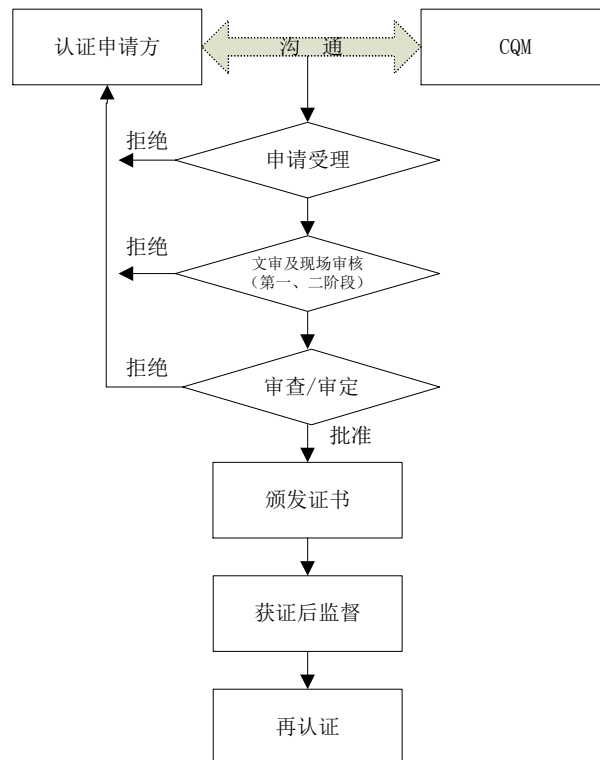 认证申请方
沟 通
CQM
拒绝
申请受理
拒绝
文审及现场审核
（第一、二阶段）
拒绝
审查/审定
批准
颁发证书
获证后监督
再认证